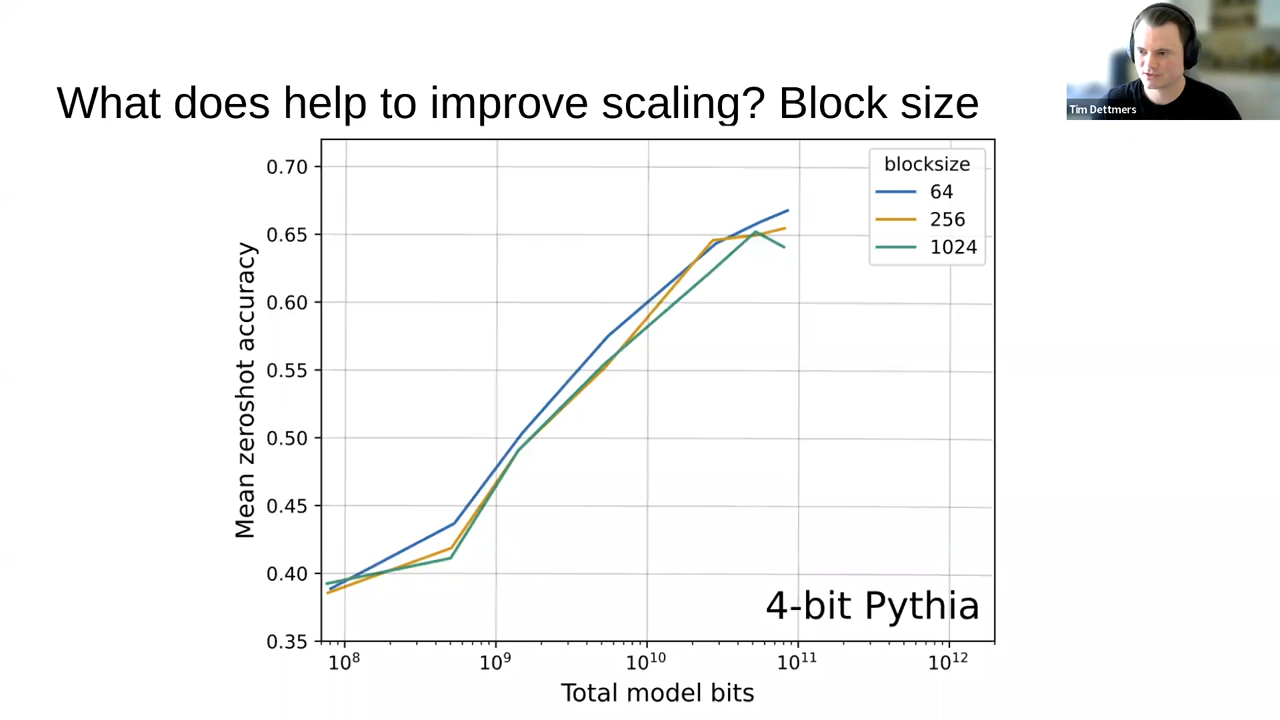 What does help to improve scaling? Block size
Tim Dettmers
blocksize
64
256
1024
Mean zeroshot accuracy
0.70
0.65
0.60
0.55
0.50
0.45
0.40
0.35
4-bit Pythia
10⁸
10⁹
10¹⁰
10¹¹
10¹²
Total model bits